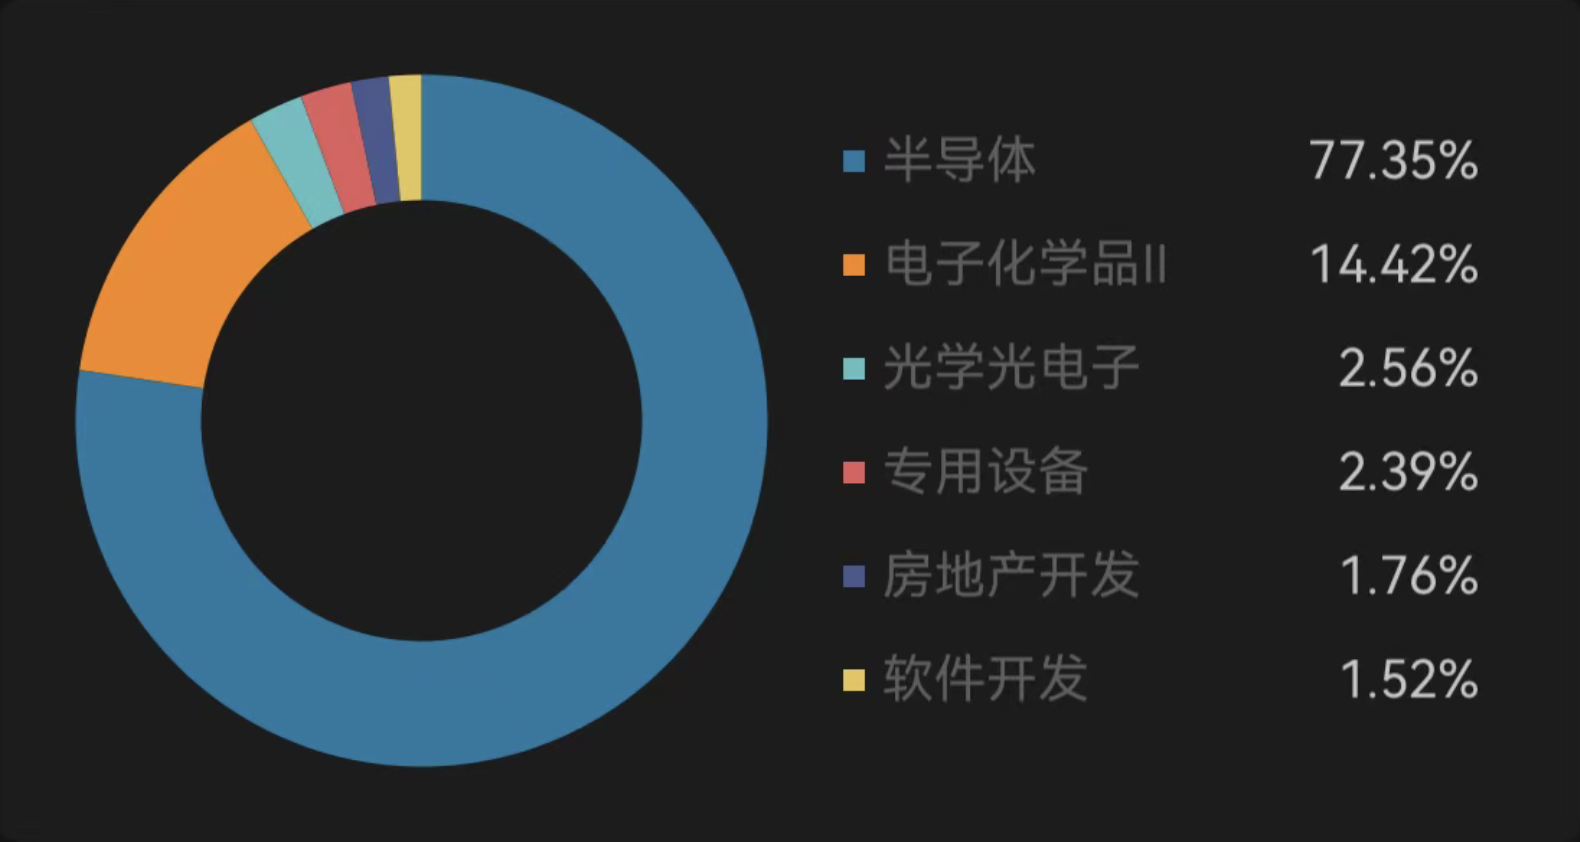 半导体 77.35%
电子化学品II 14.42%
光学光电子 2.56%
专用设备 2.39%
房地产开发 1.76%
软件开发 1.52%